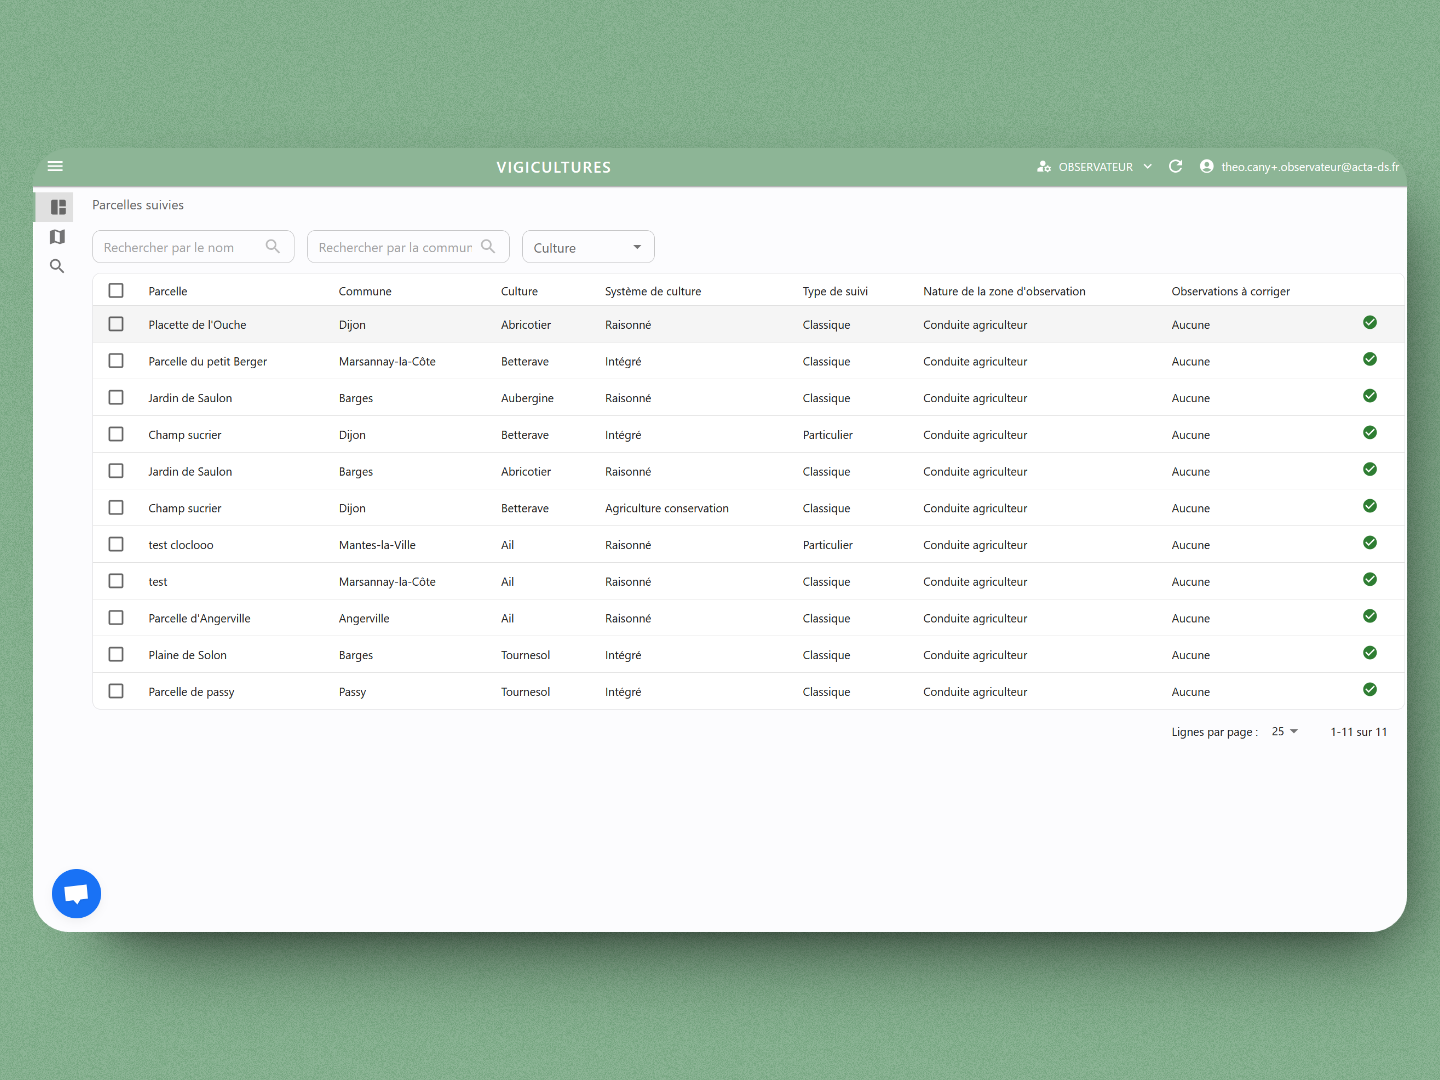 VIGICULTURES OBSERVATEUR theo.cany+.observateur@acta-ds.fr
Parcelles suivies
Rechercher par le nom Rechercher par la commur Culture
Parcelle Commune Culture Système de culture Type de suivi Nature de la zone d'observation Observations à corriger
Placette de l'Ouche Dijon Abricotier Raisonné Classique Conduite agriculteur Aucune
Parcelle du petit Berger Marsannay-la-Côte Betterave Intégré Classique Conduite agriculteur Aucune
Jardin de Saulon Barges Aubergine Raisonné Classique Conduite agriculteur Aucune
Champ sucrier Dijon Betterave Intégré Particulier Conduite agriculteur Aucune
Jardin de Saulon Barges Abricotier Raisonné Classique Conduite agriculteur Aucune
Champ sucrier Dijon Betterave Agriculture conservation Classique Conduite agriculteur Aucune
test cloclooo Mantes-la-Ville Ail Raisonné Particulier Conduite agriculteur Aucune
test Marsannay-la-Côte Ail Raisonné Classique Conduite agriculteur Aucune
Parcelle d'Angerville Angerville Ail Raisonné Classique Conduite agriculteur Aucune
Plaine de Solon Barges Tournesol Intégré Classique Conduite agriculteur Aucune
Parcelle de passy Passy Tournesol Intégré Classique Conduite agriculteur Aucune
Lignes par page : 25 1-11 sur 11